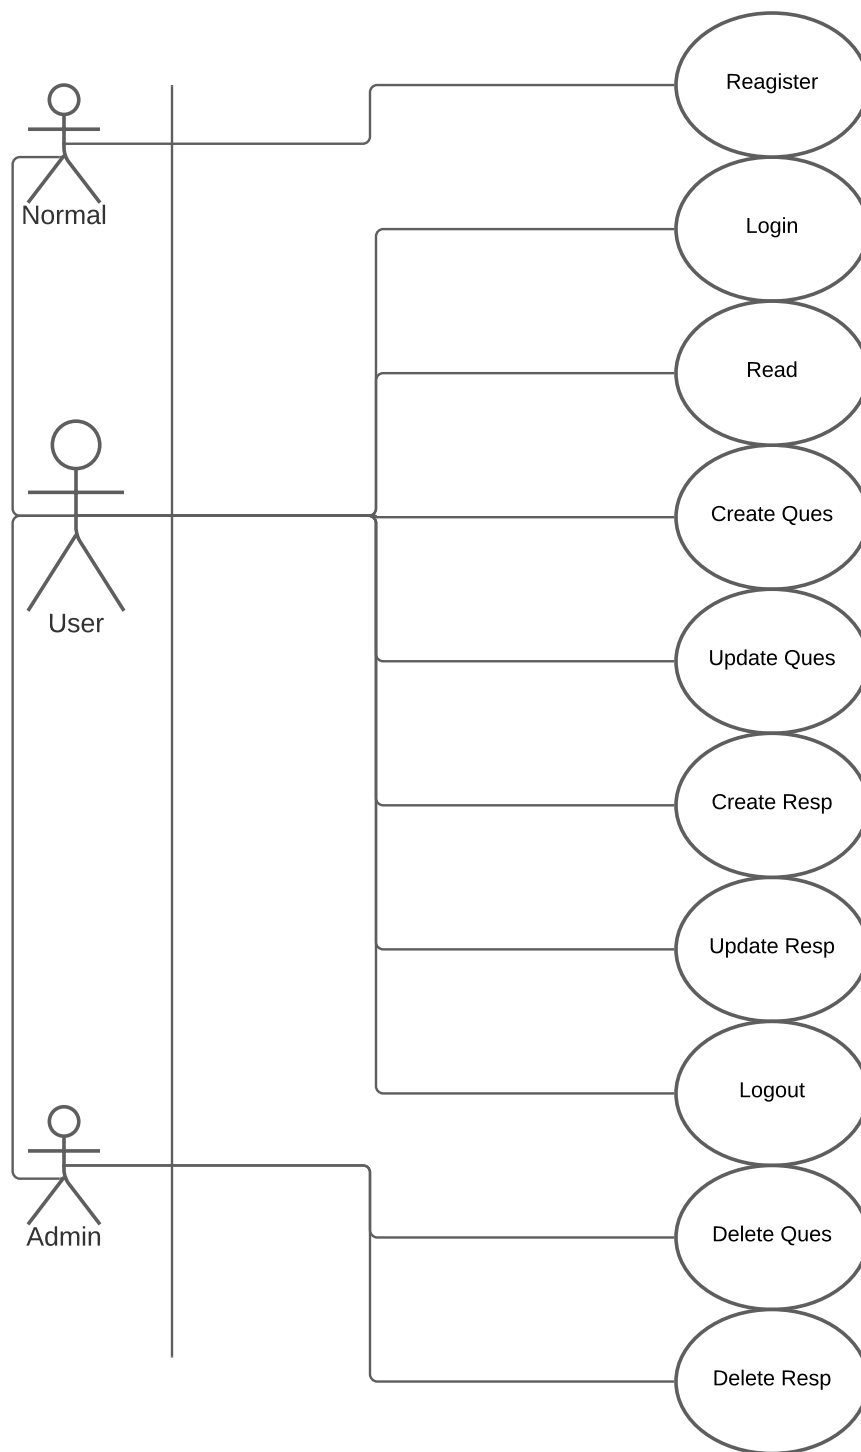 Reagister
Normal
Login
Read
Create Ques
User
Update Ques
Create Resp
Update Resp
Logout
Admin
Delete Ques
Delete Resp